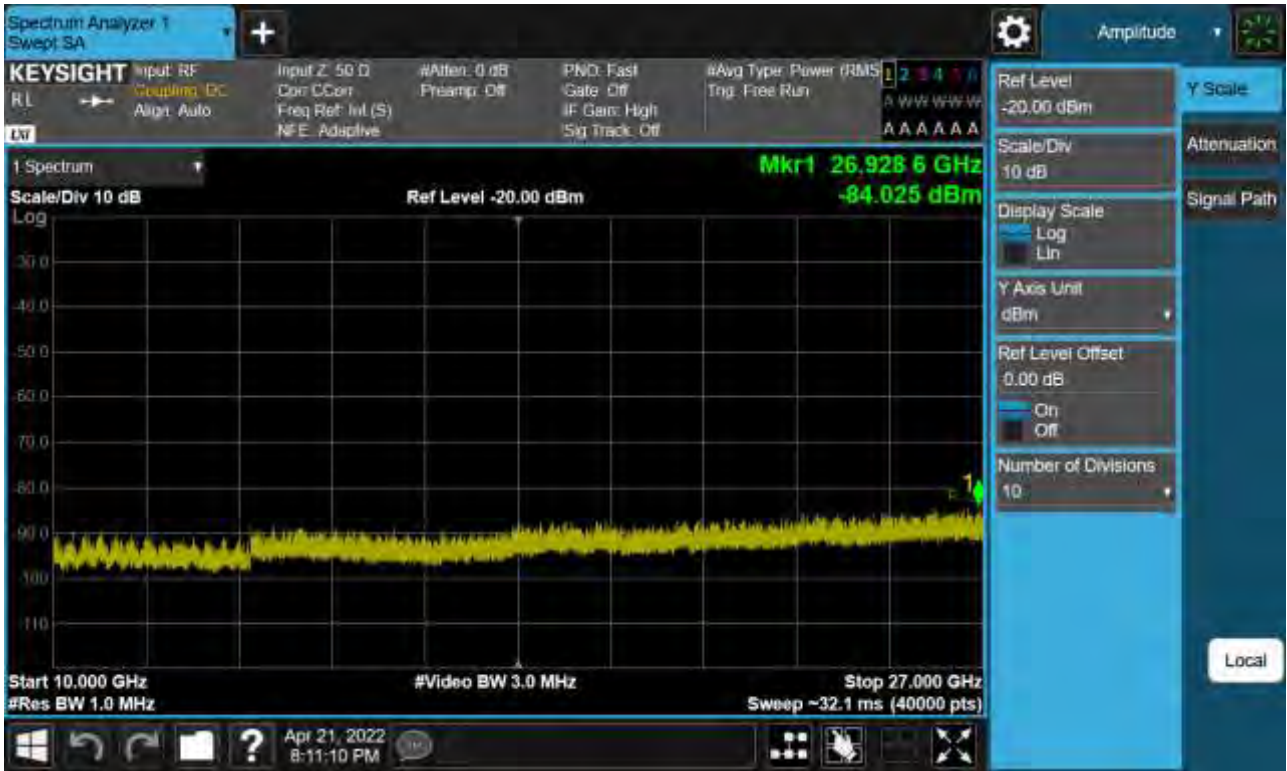 Spectrum Analyzer 1
Swept SA
+
Amplitude
KEYSIGHT
RL
LXI
Input: RF
Coupling: DC
Align: Auto
Input Z: 50 Ω
Corr CCorr
Freq Ref: Int (S)
NFE: Adaptive
#Atten: 0 dB
Preamp: Off
PNO: Fast
Gate: Off
IF Gain: High
Sig Track: Off
#Avg Type: Power (RMS
Trig: Free Run
1 2 3 4 5 6
A W W W W W
A A A A A A
1 Spectrum
Scale/Div 10 dB
Ref Level -20.00 dBm
Mkr1 26.928 6 GHz
-84.025 dBm
Log
-30.0
-40.0
-50.0
-60.0
-70.0
-80.0
-90.0
-100
-110
1
Start 10.000 GHz
#Res BW 1.0 MHz
#Video BW 3.0 MHz
Stop 27.000 GHz
Sweep ~32.1 ms (40000 pts)
Ref Level
-20.00 dBm
Scale/Div
10 dB
Display Scale
Log
Lin
Y Axis Unit
dBm
Ref Level Offset
0.00 dB
On
Off
Number of Divisions
10
Y Scale
Attenuation
Signal Path
Local
?
Apr 21, 2022
8:11:10 PM